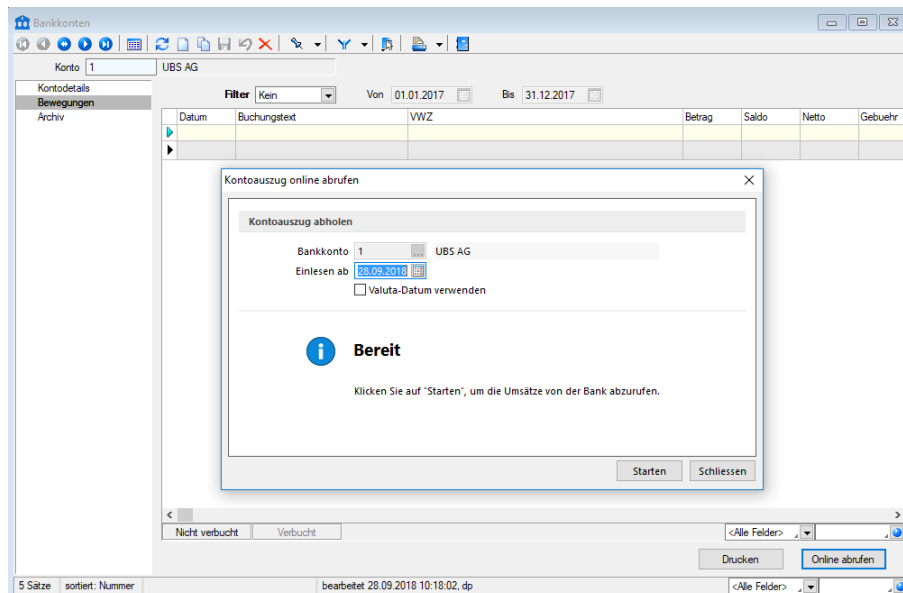 Bankkonten
Konto 1 UBS AG
Kontodetails
Bewegungen
Archiv
Filter Kein Von 01.01.2017 Bis 31.12.2017
Datum Buchungstext VWZ Betrag Saldo Netto Gebuehr
Kontoauszug online abrufen
Kontoauszug abholen
Bankkonto 1 ... UBS AG
Einlesen ab 28.09.2018
Valuta-Datum verwenden
Bereit
Klicken Sie auf "Starten", um die Umsätze von der Bank abzurufen.
Starten Schliessen
Nicht verbucht Verbucht <Alle Felder>
Drucken Online abrufen
5 Sätze sortiert: Nummer bearbeitet 28.09.2018 10:18:02, dp <Alle Felder>